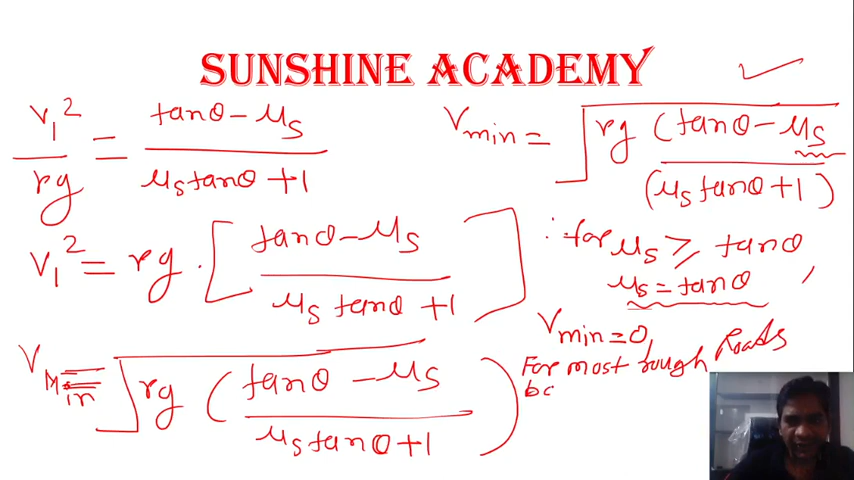 SUNSHINE ACADEMY
v₁²/rg = (tanθ - μs)/(μs tanθ + 1)
v₁² = rg · [(tanθ - μs)/(μs tanθ + 1)]
VMin = √(rg ((tanθ - μs)/(μs tanθ + 1)))
Vmin = √(rg (tanθ - μs)/(μs tanθ + 1))
∴ for μs ≥ tanθ
μs = tanθ,
Vmin = 0,
For most rough Roads
bc